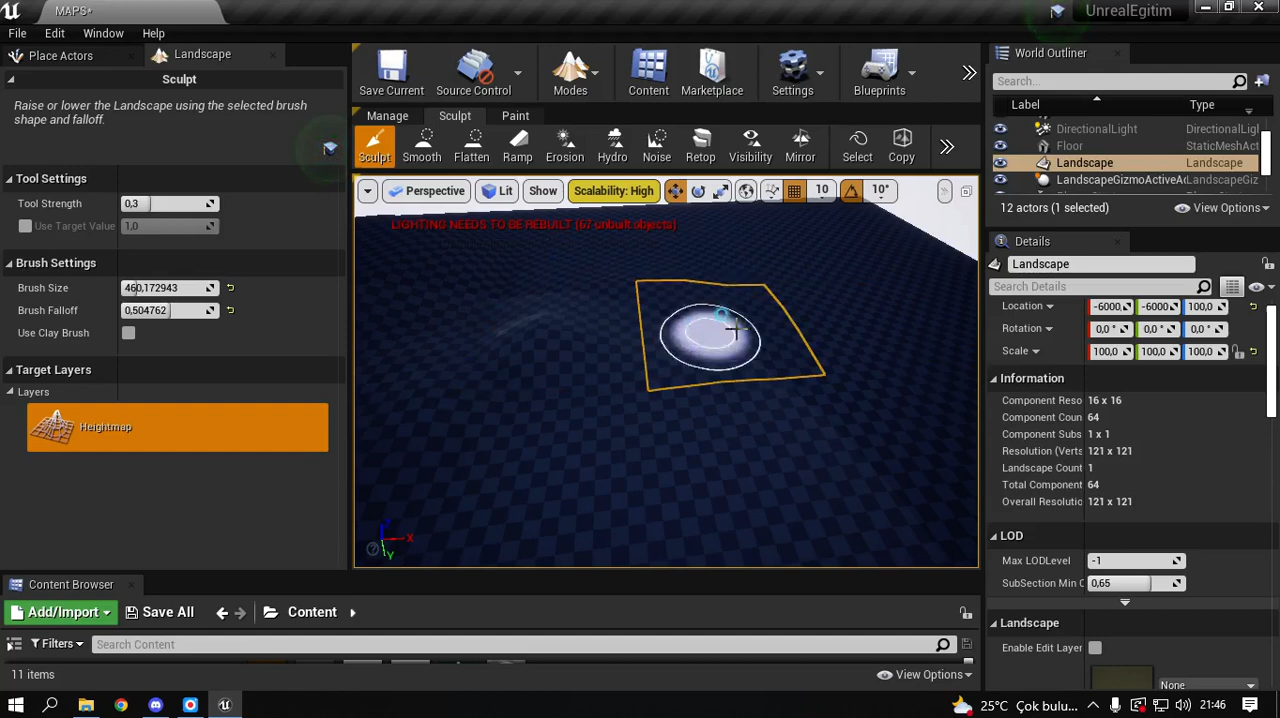 MAPS*
UnrealEgitim
File Edit Window Help
Place Actors
Landscape
Sculpt
Raise or lower the Landscape using the selected brush shape and falloff.
Tool Settings
Tool Strength 0,3
Use Target Value 1,0
Brush Settings
Brush Size 460,172943
Brush Falloff 0,504762
Use Clay Brush
Target Layers
Layers
Heightmap
Save Current
Source Control
Modes
Content
Marketplace
Settings
Blueprints
Manage
Sculpt
Paint
Sculpt
Smooth
Flatten
Ramp
Erosion
Hydro
Noise
Retop
Visibility
Mirror
Select
Copy
Perspective
Lit
Show
Scalability: High
10
10°
LIGHTING NEEDS TO BE REBUILT (67 unbuilt objects)
X
Y
World Outliner
Search...
Label Type
DirectionalLight DirectionalLigl
Floor StaticMeshAct
Landscape Landscape
LandscapeGizmoActiveAc LandscapeGiz
12 actors (1 selected)
View Options
Details
Landscape
Search Details
Location -6000, -6000 100,0
Rotation 0,0° 0,0° 0,0°
Scale 100,0 100,0 100,0
Information
Component Reso 16 x 16
Component Coun 64
Component Subs 1 x 1
Resolution (Verts 121 x 121
Landscape Count 1
Total Component 64
Overall Resolutio 121 x 121
LOD
Max LODLevel -1
SubSection Min C 0,65
Landscape
Enable Edit Layer
None
Content Browser
Add/Import
Save All
Content
Filters
Search Content
11 items
View Options
25°C Çok bulu...
21:46